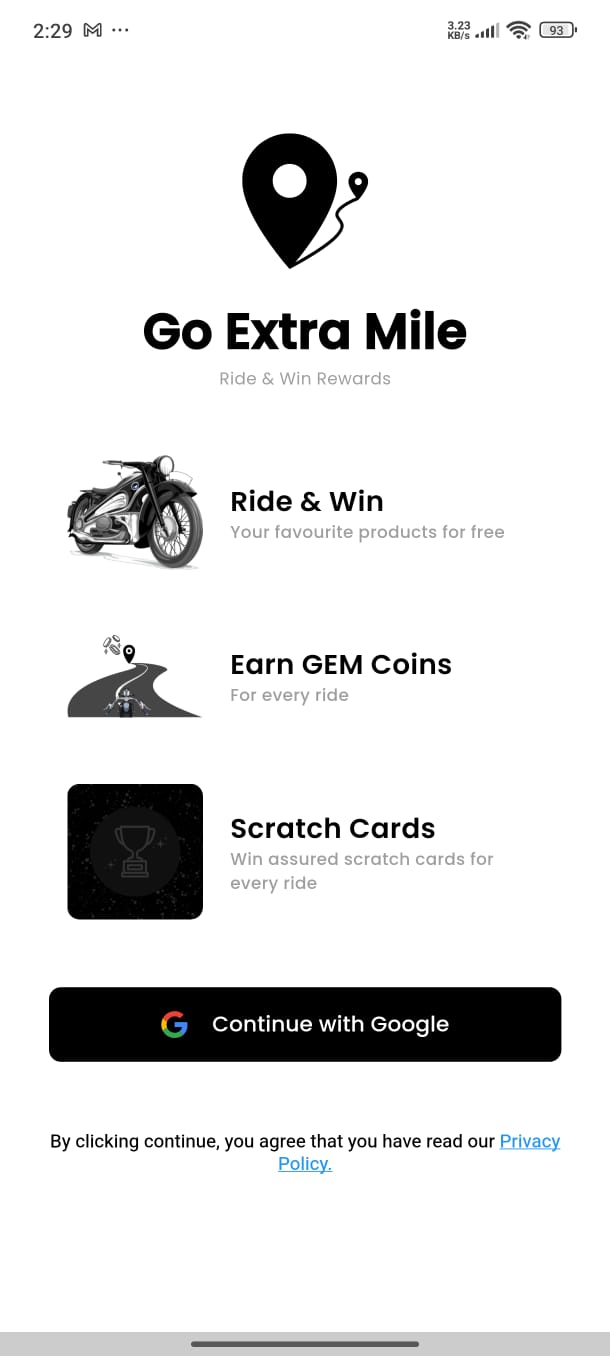 2:29
3.23
KB/s
93
Go Extra Mile
Ride & Win Rewards
Ride & Win
Your favourite products for free
Earn GEM Coins
For every ride
Scratch Cards
Win assured scratch cards for
every ride
Continue with Google
By clicking continue, you agree that you have read our Privacy
Policy.